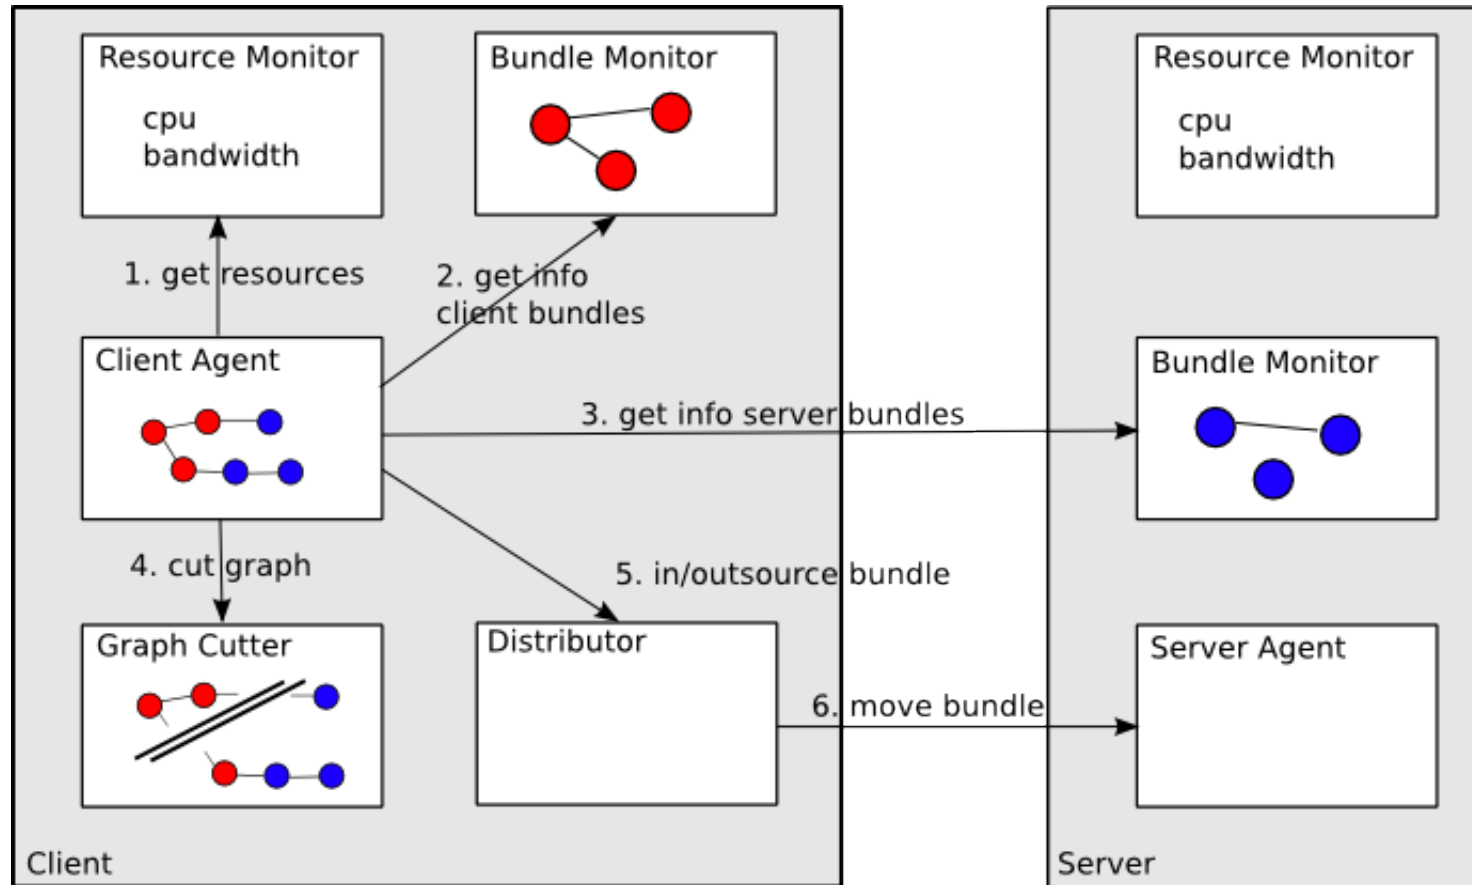 Resource Monitor
cpu
bandwidth
Bundle Monitor
Resource Monitor
cpu
bandwidth
1. get resources
2. get info
client bundles
Client Agent
3. get info server bundles
Bundle Monitor
4. cut graph
5. in/outsource bundle
Graph Cutter
Distributor
6. move bundle
Server Agent
Client
Server